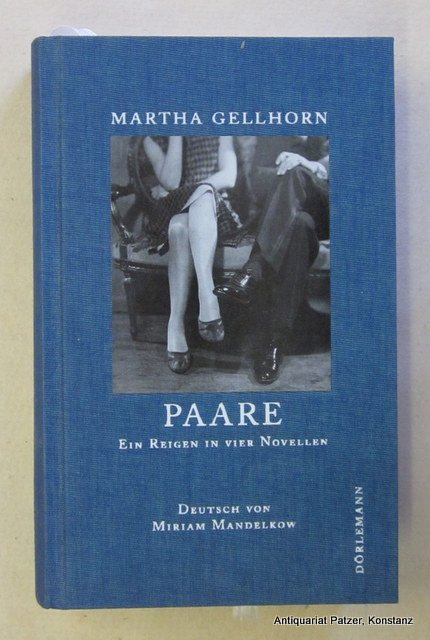 MARTHA GELLHORN
PAARE
EIN REIGEN IN VIER NOVELLEN
DEUTSCH VON
MIRIAM MANDELKOW
DÖRLEMANN
Antiquariat Patzer, Konstanz